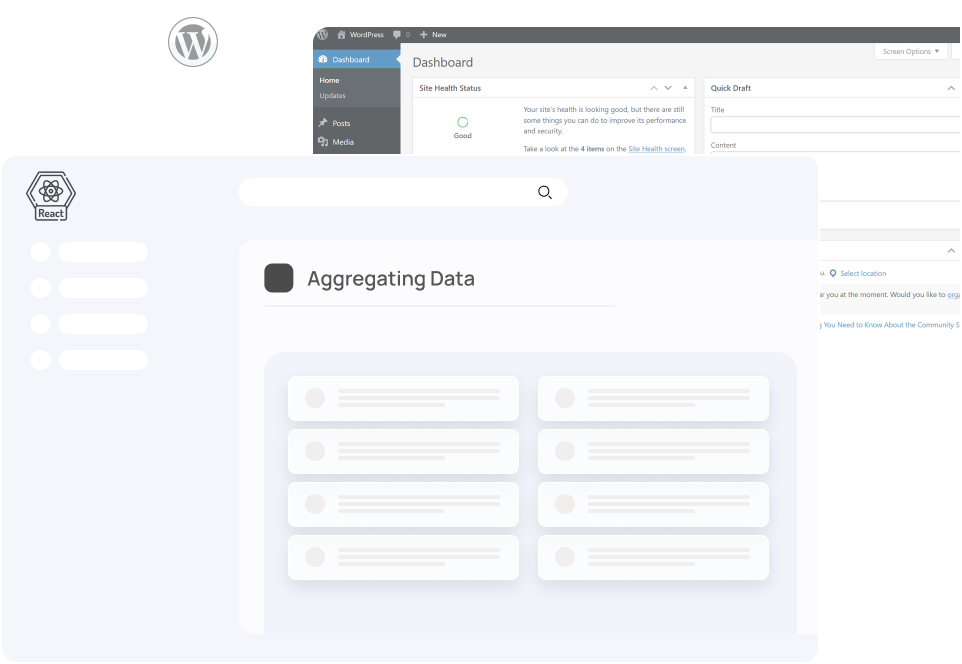 WordPress 0 New
Dashboard
Home
Updates
Posts
Media
Dashboard
Screen Options
Site Health Status
Good
Your site's health is looking good, but there are still
some things you can do to improve its performance
and security.
Take a look at the 4 items on the Site Health screen.
Quick Draft
Title
Content
u. Select location
ar you at the moment. Would you like to orga
You Need to Know About the Community S
React
Aggregating Data